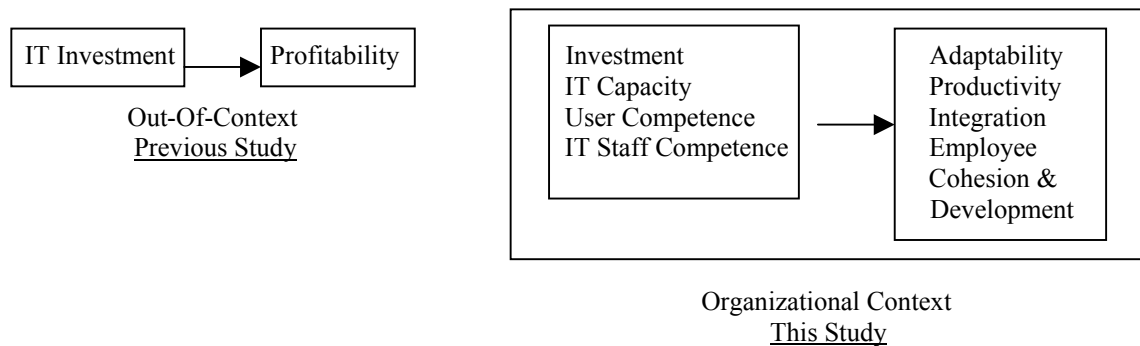 IT Investment
Profitability
Out-Of-Context
Previous Study
Investment
IT Capacity
User Competence
IT Staff Competence
Adaptability
Productivity
Integration
Employee
Cohesion &
Development
Organizational Context
This Study